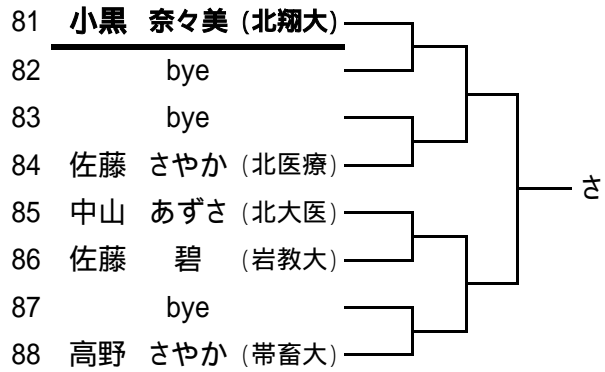 81 小黒 奈々美 (北翔大)
82 bye
83 bye
84 佐藤 さやか (北医療)
85 中山 あずさ (北大医)
86 佐藤 碧 (岩教大)
87 bye
88 高野 さやか (帯畜大)
さ